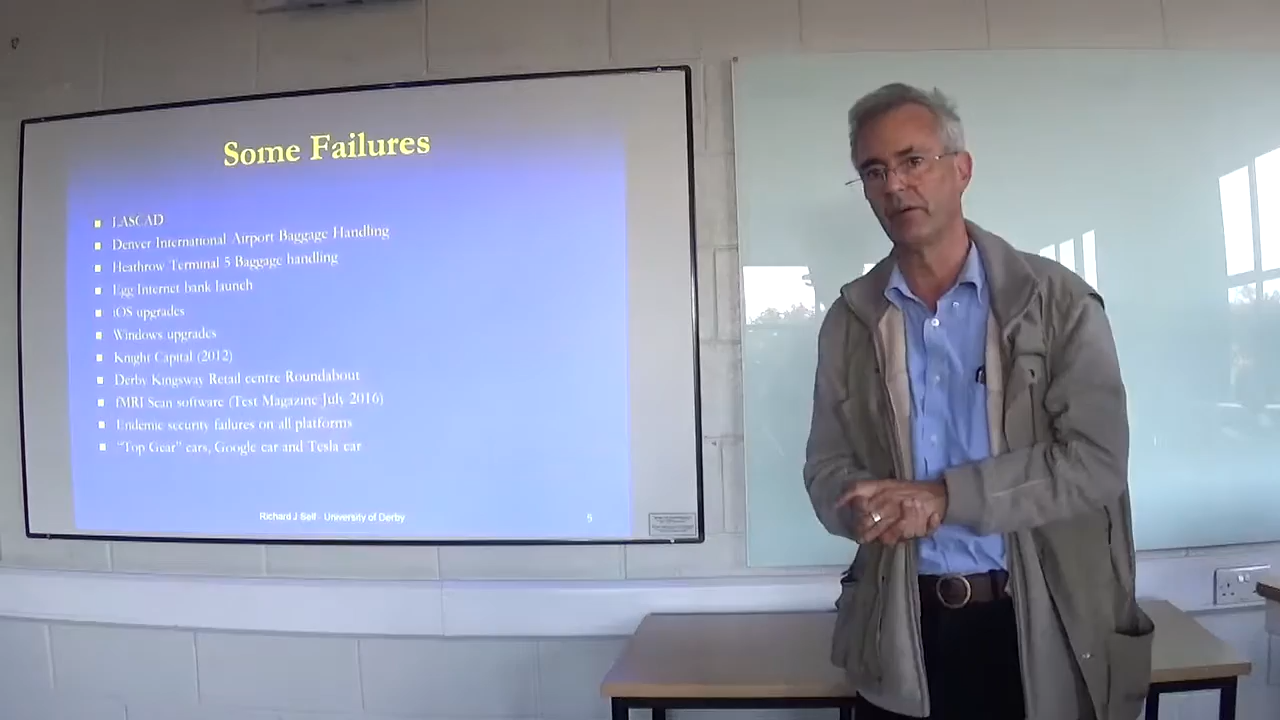 Some Failures
LASCAD
Denver International Airport Baggage Handling
Heathrow Terminal 5 Baggage handling
Egg Internet bank launch
iOS upgrades
Windows upgrades
Knight Capital (2012)
Derby Kingsway Retail centre Roundabout
fMRI Scan software (Test Magazine July 2016)
Endemic security failures on all platforms
"Top Gear" cars, Google car and Tesla car
Richard J Self - University of Derby
5